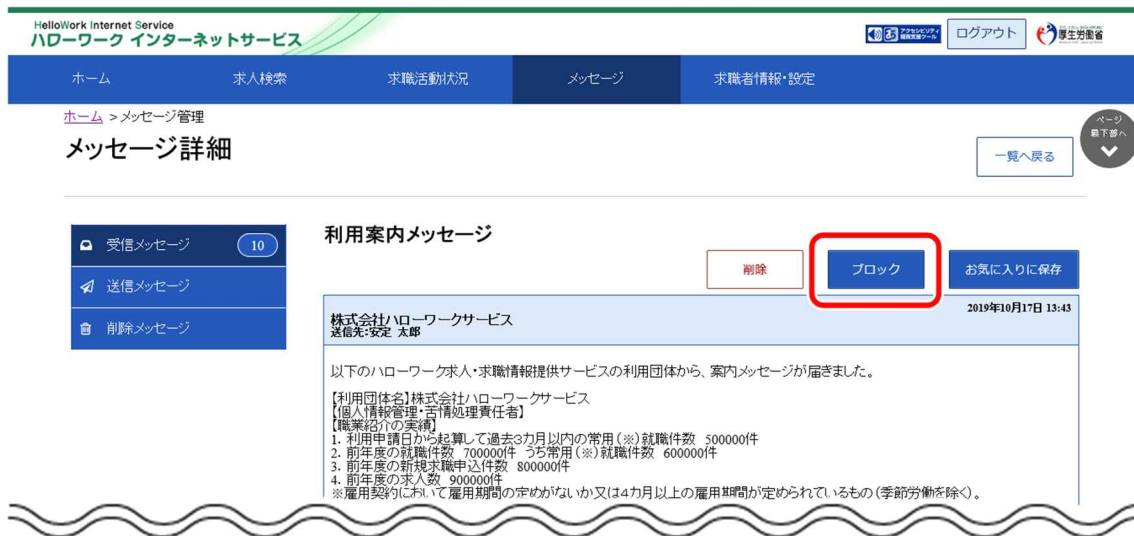 HelloWork Internet Service
ハローワーク インターネットサービス
ログアウト
厚生労働省
ホーム
求人検索
求職活動状況
メッセージ
求職者情報・設定
ホーム >メッセージ管理
ページ
最下部へ
メッセージ詳細
一覧へ戻る
受信メッセージ
10
送信メッセージ
削除メッセージ
利用案内メッセージ
削除
ブロック
お気に入りに保存
株式会社ハローワークサービス
2019年10月17日 13:43
送信先:安定 太郎
以下のハローワーク求人・求職情報提供サービスの利用団体から、案内メッセージが届きました。
【利用団体名】株式会社ハローワークサービス
【個人情報管理・苦情処理責任者】
【職業紹介の実績】
1. 利用申請日から起算して過去3カ月以内の常用(※)就職件数 500000件
2. 前年度の就職件数 700000件 うち常用(※)就職件数 600000件
3. 前年度の新規求職申込件数 800000件
4. 前年度の求人数 900000件
※雇用契約において雇用期間の定めがないか又は4カ月以上の雇用期間が定められているもの(季節労働を除く)。